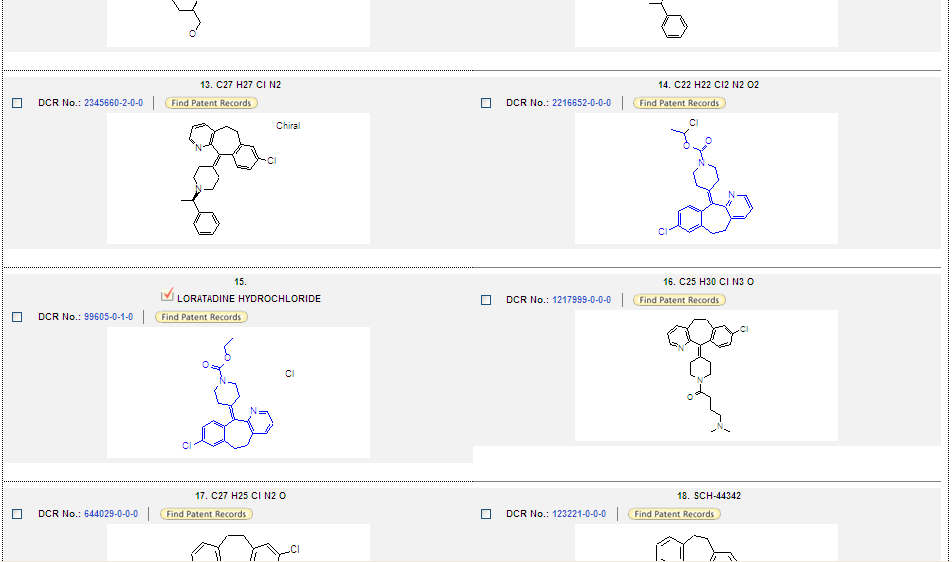 O
13. C27 H27 Cl N2
DCR No.: 2345660-2-0-0 Find Patent Records
Chiral
N
Cl
N
14. C22 H22 Cl2 N2 O2
DCR No.: 2216652-0-0-0 Find Patent Records
Cl
O
O
N
N
Cl
15.
LORATADINE HYDROCHLORIDE
DCR No.: 99605-0-1-0 Find Patent Records
O
O
N
Cl
N
Cl
16. C25 H30 Cl N3 O
DCR No.: 1217999-0-0-0 Find Patent Records
Cl
N
N
O
N
17. C27 H25 Cl N2 O
DCR No.: 644029-0-0-0 Find Patent Records
Cl
18. SCH-44342
DCR No.: 123221-0-0-0 Find Patent Records